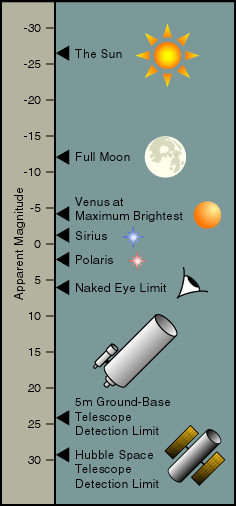 Apparent Magnitude
-30
-25
-20
-15
-10
-5
0
5
10
15
20
25
30
The Sun
Full Moon
Venus at
Maximum Brightest
Sirius
Polaris
Naked Eye Limit
5m Ground-Base
Telescope
Detection Limit
Hubble Space
Telescope
Detection Limit